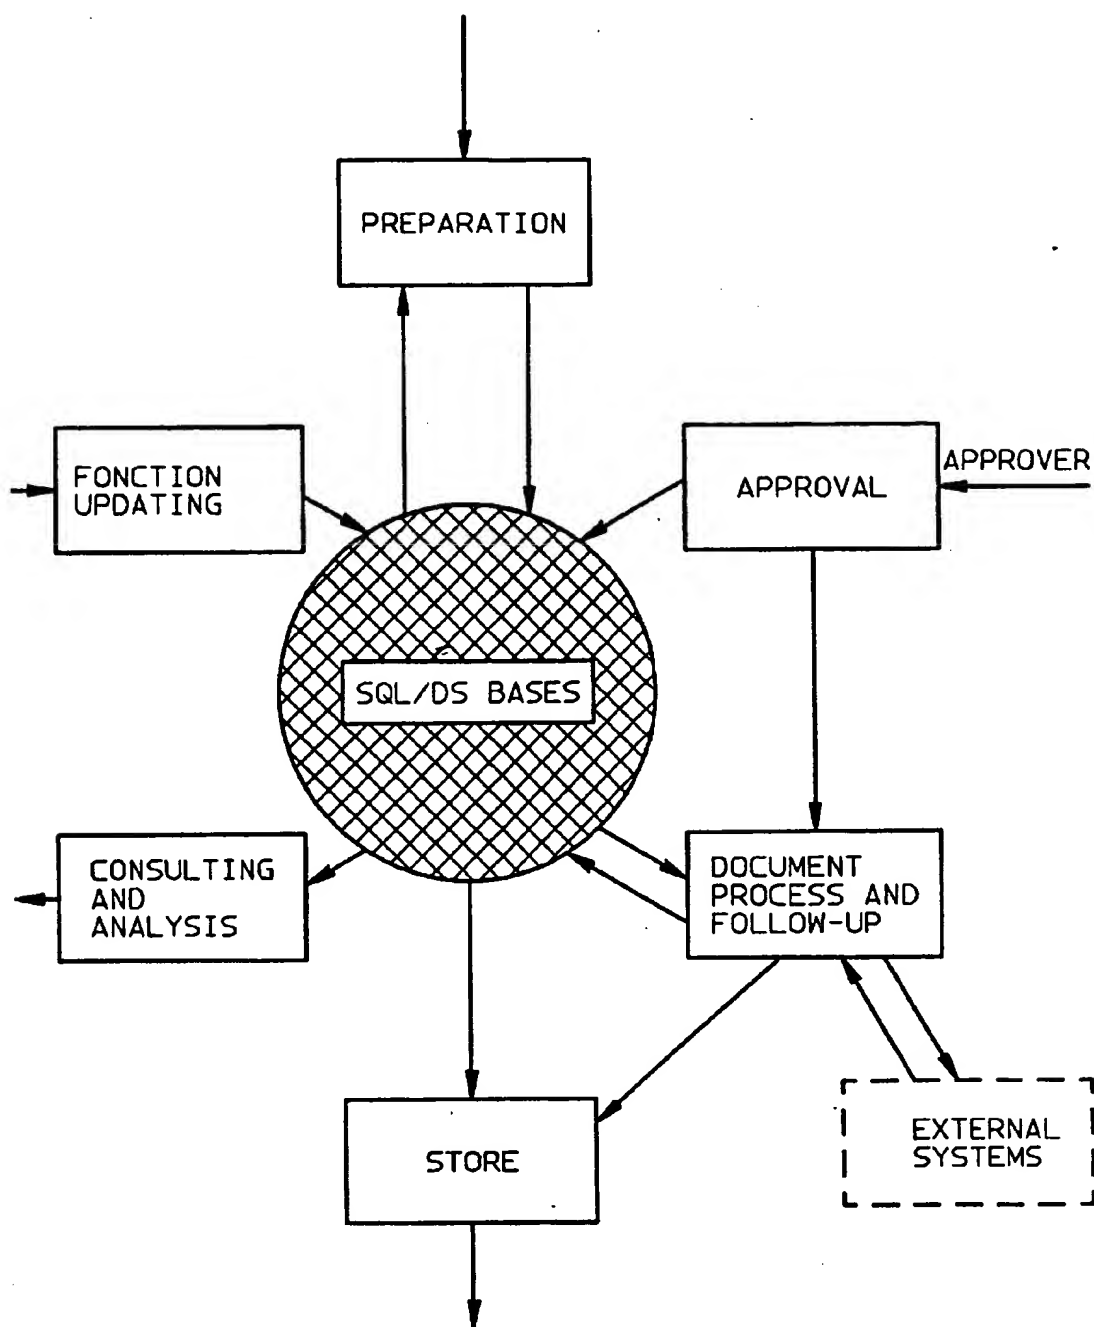 PREPARATION
FONCTION
UPDATING
APPROVAL
APPROVER
SQL/DS BASES
CONSULTING
AND
ANALYSIS
DOCUMENT
PROCESS AND
FOLLOW-UP
STORE
EXTERNAL
SYSTEMS